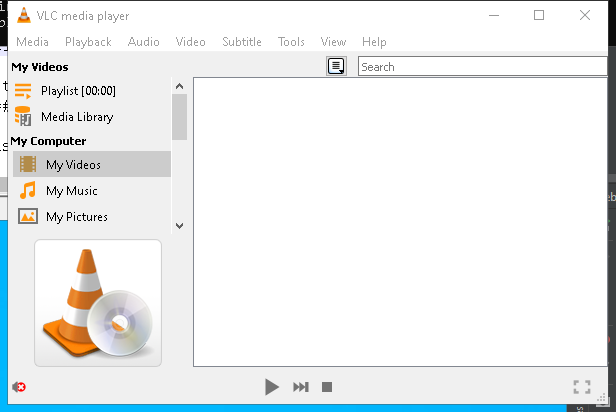 VLC media player
Media Playback Audio Video Subtitle Tools View Help
My Videos
Search
Playlist [00:00]
Media Library
My Computer
My Videos
My Music
My Pictures